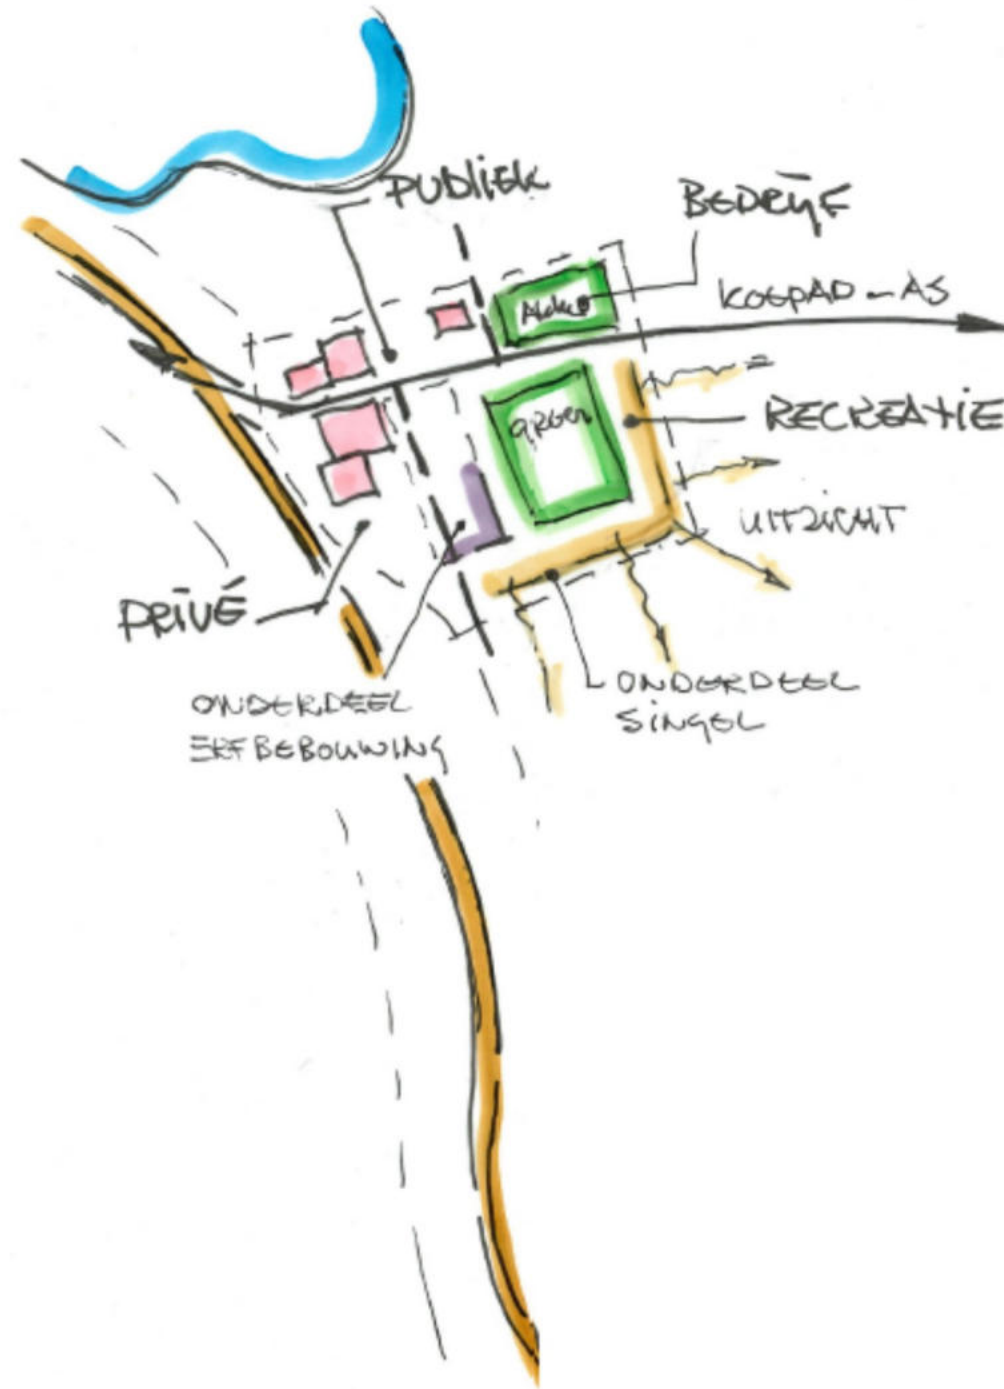 PUBLIEK
BEDRIJF
KOEPAD - AS
RECREATIE
UITZICHT
PRIVÉ
ONDERDEEL
ERFBEBOUWING
ONDERDEEL
SINGEL